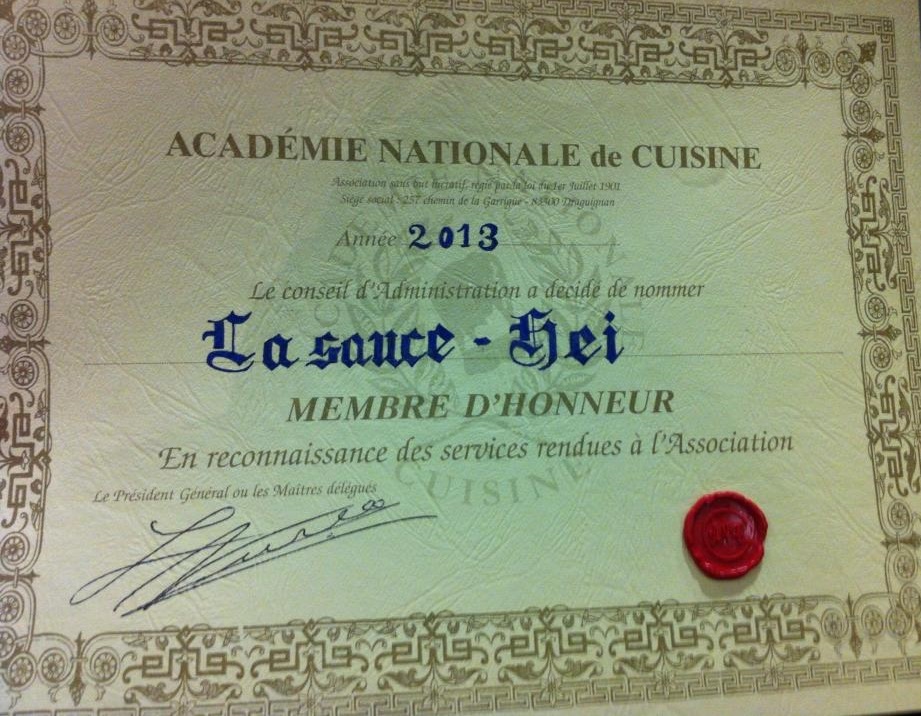 ACADÉMIE NATIONALE de CUISINE
Association sans but lucratif, régie par la loi du 1er Juillet 1901
Siège social - 257 chemin de la Garrigue - 83300 Draguignan
Année 2013
Le conseil d'Administration a décidé de nommer
La sauce - Hei
MEMBRE D'HONNEUR
En reconnaissance des services rendues à l'Association
Le Président Général ou les Maîtres délégues
CUISINE